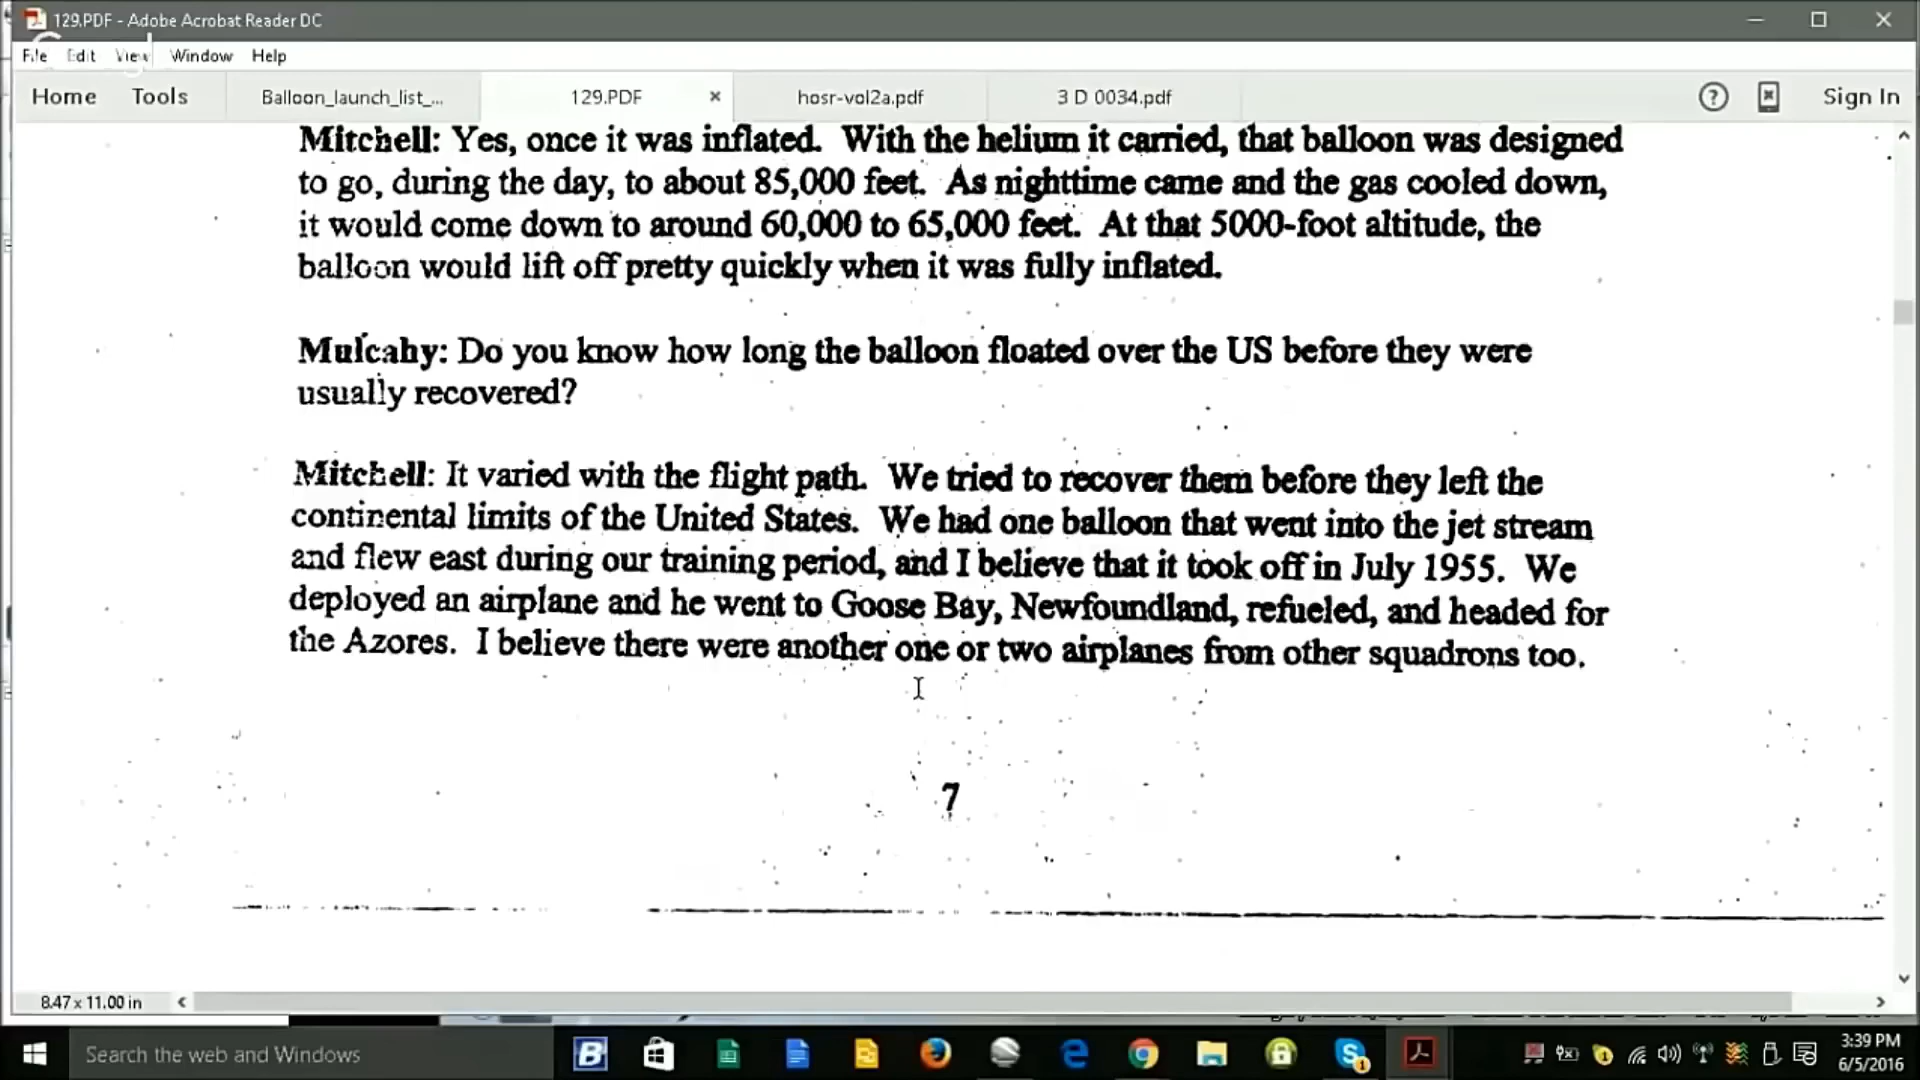 129.PDF - Adobe Acrobat Reader DC
File Edit View Window Help
Home Tools Balloon_launch_list_... 129.PDF × hosr-vol2a.pdf 3 D 0034.pdf Sign In
Mitchell: Yes, once it was inflated. With the helium it carried, that balloon was designed
to go, during the day, to about 85,000 feet. As nighttime came and the gas cooled down,
it would come down to around 60,000 to 65,000 feet. At that 5000-foot altitude, the
balloon would lift off pretty quickly when it was fully inflated.
Mulcahy: Do you know how long the balloon floated over the US before they were
usually recovered?
Mitchell: It varied with the flight path. We tried to recover them before they left the
continental limits of the United States. We had one balloon that went into the jet stream
and flew east during our training period, and I believe that it took off in July 1955. We
deployed an airplane and he went to Goose Bay, Newfoundland, refueled, and headed for
the Azores. I believe there were another one or two airplanes from other squadrons too.
7
8.47 x 11.00 in
Search the web and Windows
3:39 PM
6/5/2016